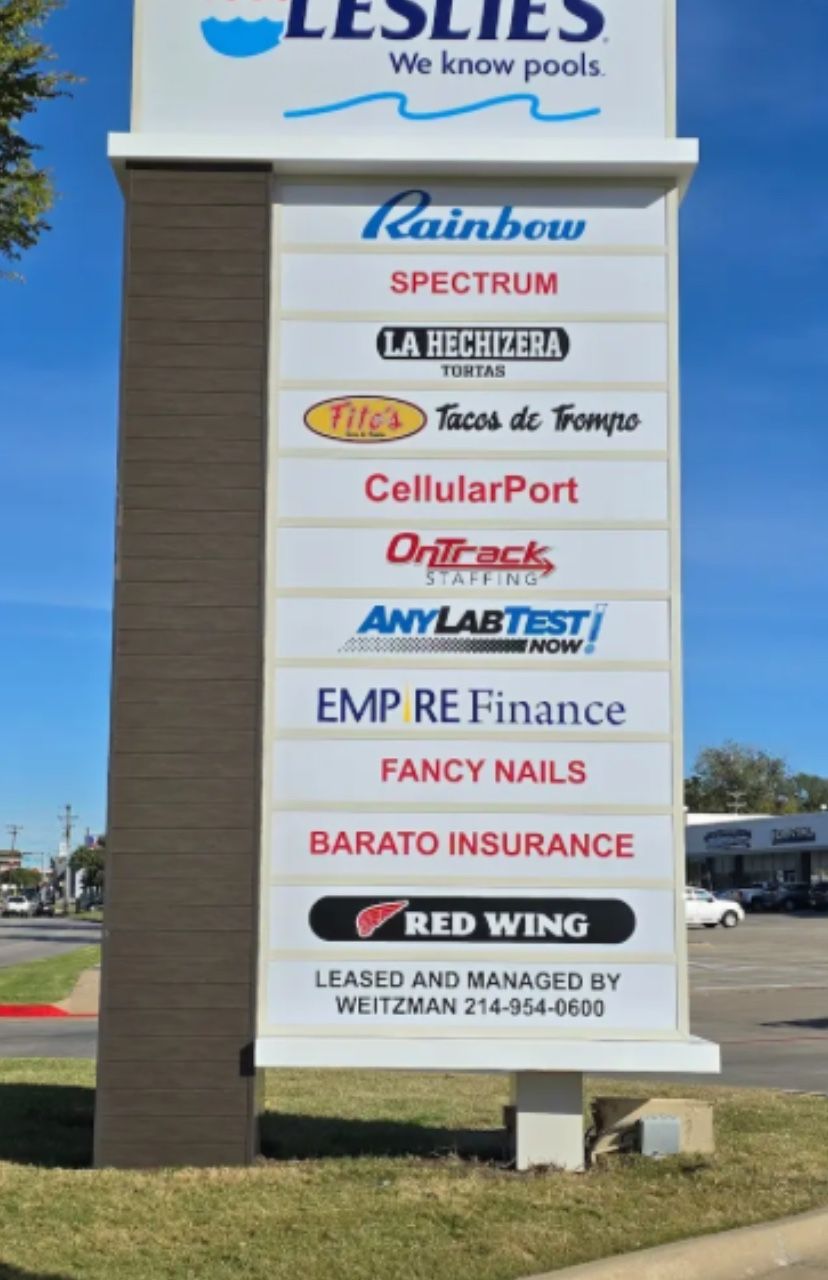 LESLIE'S
We know pools.
Rainbow
SPECTRUM
LA HECHIZERA
TORTAS
Fito's Tacos de Trompo
CellularPort
OnTrack
STAFFING
ANYLABTEST!
NOW
EMPIRE Finance
FANCY NAILS
BARATO INSURANCE
RED WING
LEASED AND MANAGED BY
WEITZMAN 214-954-0600